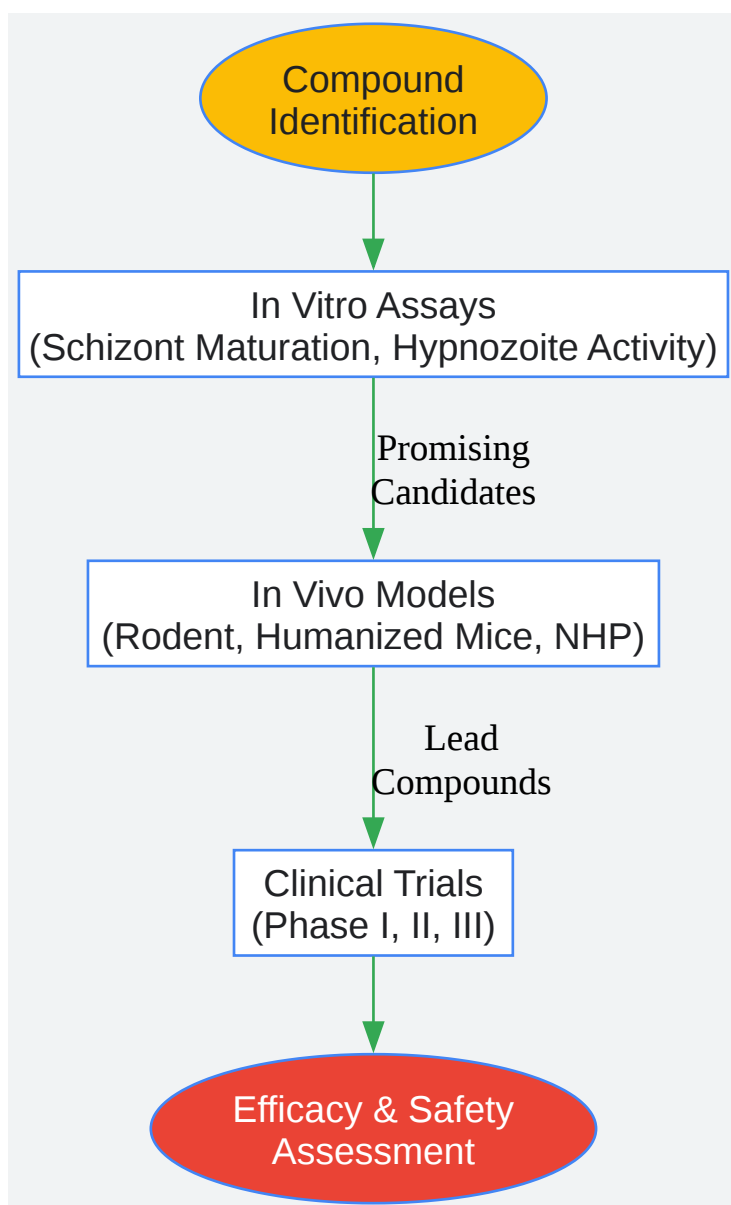 Compound
Identification
In Vitro Assays
(Schizont Maturation, Hypnozoite Activity)
Promising
Candidates
In Vivo Models
(Rodent, Humanized Mice, NHP)
Lead
Compounds
Clinical Trials
(Phase I, II, III)
Efficacy & Safety
Assessment